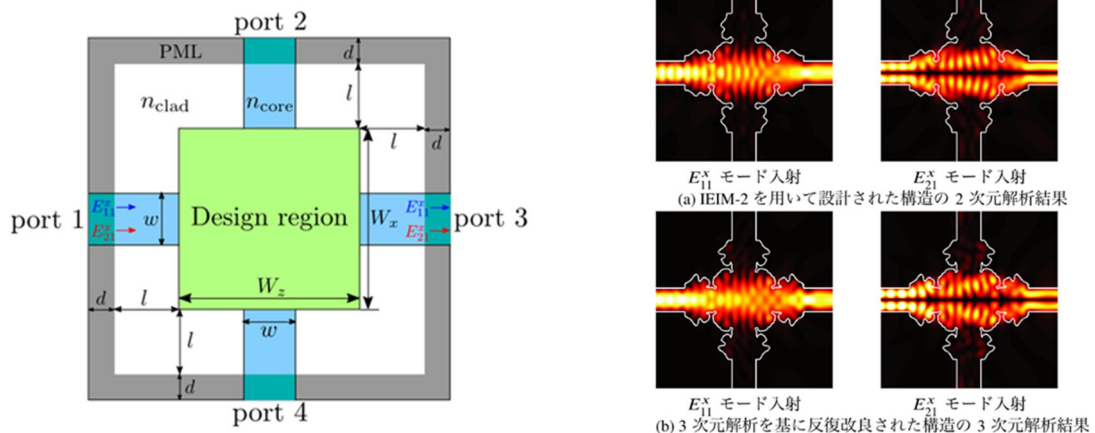 port 2
PML
d
l
n_clad
n_core
l
d
port 1
E^x_11
E^x_21
w
Design region
W_x
E^x_11
E^x_21
port 3
W_z
d
l
w
l
d
port 4
E^x_11 モード入射
E^x_21 モード入射
(a) IEIM-2 を用いて設計された構造の 2 次元解析結果
E^x_11 モード入射
E^x_21 モード入射
(b) 3 次元解析を基に反復改良された構造の 3 次元解析結果